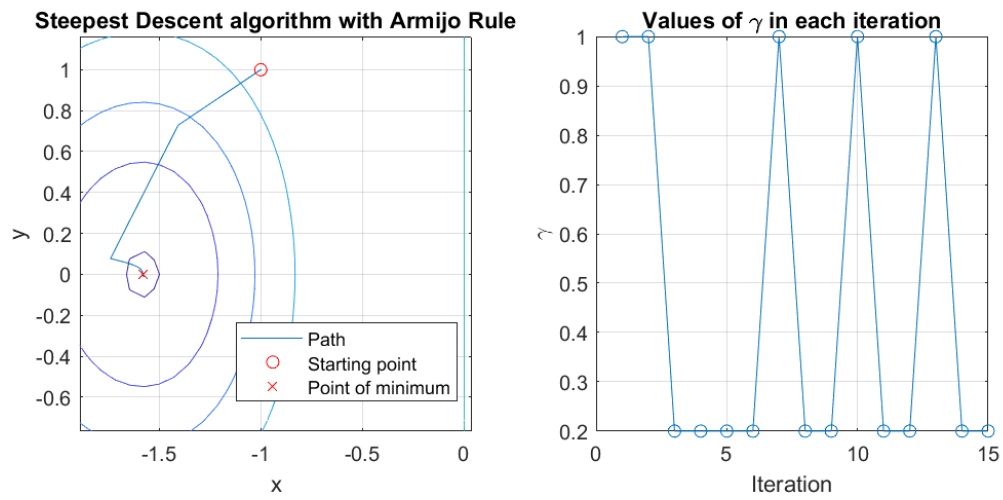 Steepest Descent algorithm with Armijo Rule
1
0.8
0.6
0.4
0.2
0
-0.2
-0.4
-0.6
y
-1.5
-1
-0.5
0
x
Path
Starting point
Point of minimum
Values of γ in each iteration
1
0.9
0.8
0.7
0.6
0.5
0.4
0.3
0.2
γ
0
5
10
15
Iteration